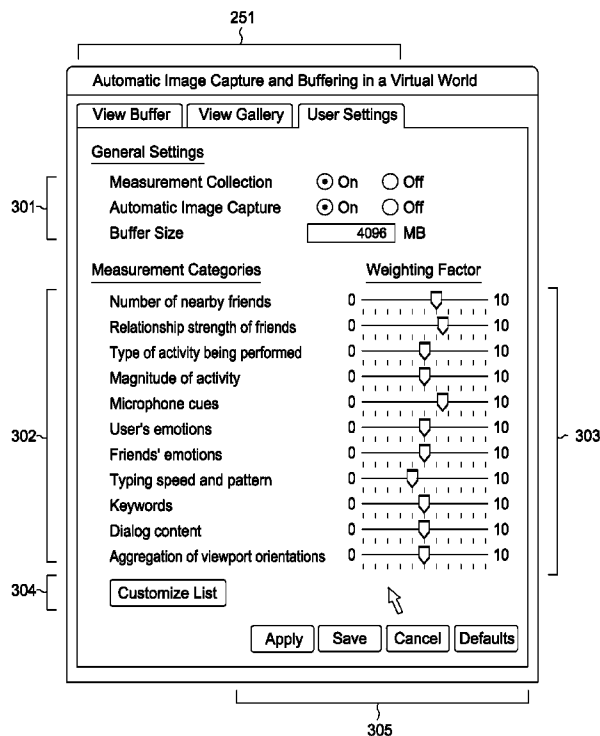 251
Automatic Image Capture and Buffering in a Virtual World
View Buffer View Gallery User Settings
General Settings
301
Measurement Collection On Off
Automatic Image Capture On Off
Buffer Size 4096 MB
Measurement Categories Weighting Factor
Number of nearby friends 0 10
Relationship strength of friends 0 10
Type of activity being performed 0 10
Magnitude of activity 0 10
Microphone cues 0 10
302
303
User's emotions 0 10
Friends' emotions 0 10
Typing speed and pattern 0 10
Keywords 0 10
Dialog content 0 10
Aggregation of viewport orientations 0 10
304
Customize List
Apply Save Cancel Defaults
305